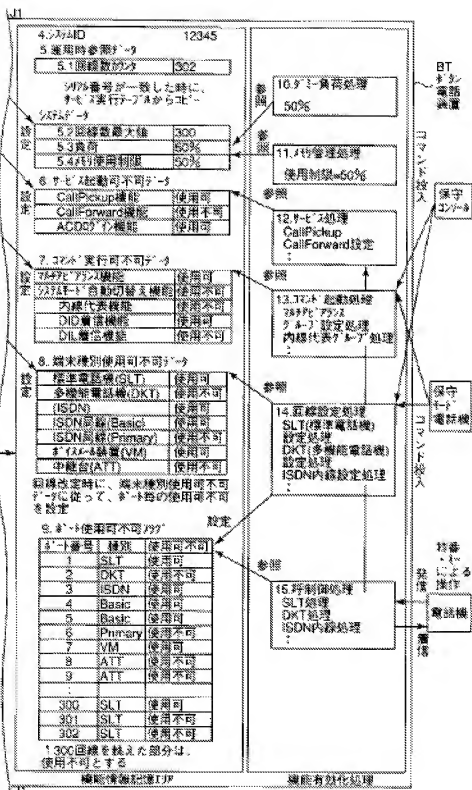 J1
4.システムID 12345
5.運用時参照データ
5.1回線数カウンタ 302
シリアル番号が一致した時に、
サービス実行テーブルからコピー
システムデータ
5.2回線数最大値 300
5.3負荷 50%
5.4メモリ使用制限 50%
設定
6.サービス起動可不可データ
CallPickup機能 使用可
CallForward機能 使用不可
ACDログイン機能 使用可
設定
7.コマンド実行可不可データ
マルチアピアランス機能 使用可
システムモード自動切替え機能 使用不可
内線代表機能 使用可
DID着信機能 使用可
DIL着信機能 使用可
設定
8.端末種別使用可不可データ
標準電話機(SLT) 使用可
多機能電話機(DKT) 使用不可
(ISDN) 使用可
ISDN局線(Basic) 使用可
ISDN局線(Primary) 使用不可
ボイスメール装置(VM) 使用可
中継台(ATT) 使用不可
設定
回線改定時に、端末種別使用可不可
データに従って、ポート毎の使用可不可
を設定
設定
9.ポート使用可不可フラグ
ポート番号 種別 使用可不可
1 SLT 使用可
2 DKT 使用不可
3 ISDN 使用可
4 Basic 使用可
5 Basic 使用可
6 Primary 使用不可
7 VM 使用可
8 ATT 使用不可
9 ATT 使用不可
:
300 SLT 使用可
301 SLT 使用不可
302 SLT 使用不可
300回線を越えた部分は、
使用不可とする
機能情報記憶エリア
参照
10.ダミー負荷処理
50%
参照
11.メモリ管理処理
使用制限=50%
参照
12.サービス処理
CallPickup
CallForward設定
:
参照
13.コマンド起動処理
マルチアピアランス
グループ設定処理
内線代表グループ処理
:
参照
14.回線設定処理
SLT(標準電話機)
設定処理
DKT(多機能電話機)
設定処理
ISDN内線設定処理
:
参照
15.呼制御処理
SLT処理
DKT処理
ISDN内線処理
:
機能有効化処理
BT
ボタン
電話
装置
コマンド投入
保守
コンソール
保守
モード
電話機
コマンド投入
特番
・キー
による
操作
発信
電話機
着信